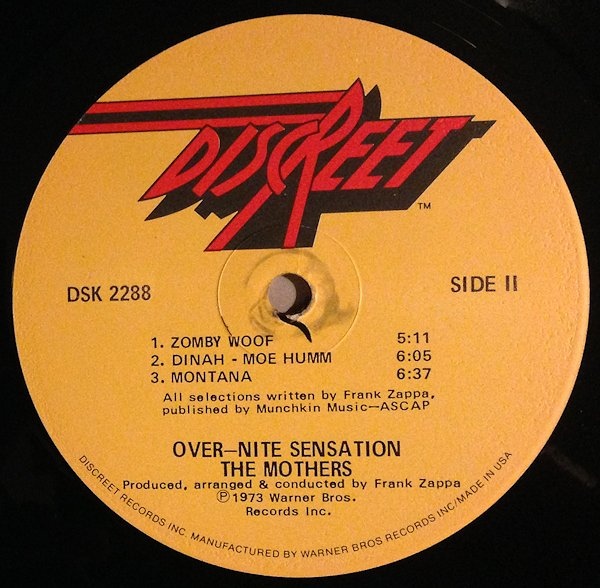 DISCREET
TM
DSK 2288
SIDE II
1. ZOMBY WOOF 5:11
2. DINAH - MOE HUMM 6:05
3. MONTANA 6:37
All selections written by Frank Zappa,
published by Munchkin Music—ASCAP
OVER—NITE SENSATION
THE MOTHERS
Produced, arranged & conducted by Frank Zappa
Ⓟ1973 Warner Bros.
Records Inc.
DISCREET RECORDS INC. MANUFACTURED BY WARNER BROS RECORDS INC/MADE IN USA